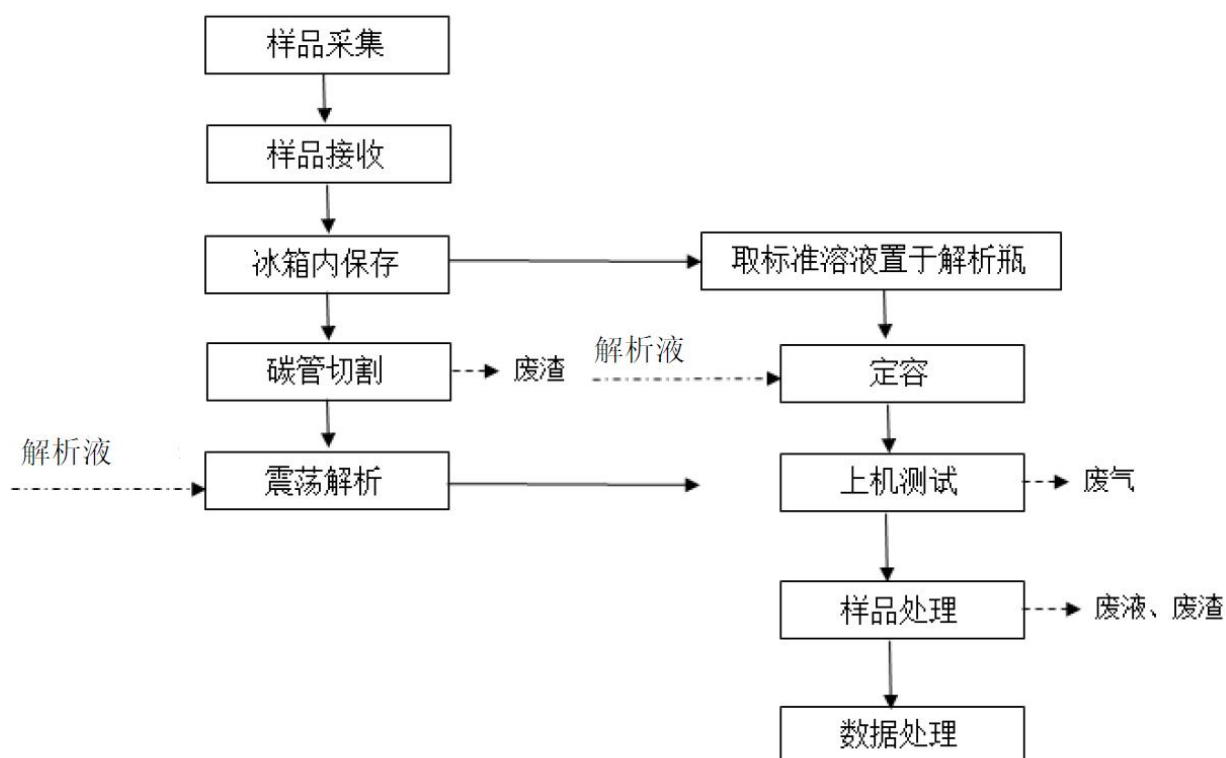 样品采集
样品接收
冰箱内保存
取标准溶液置于解析瓶
碳管切割
废渣
解析液
定容
解析液
震荡解析
上机测试
废气
样品处理
废液、废渣
数据处理